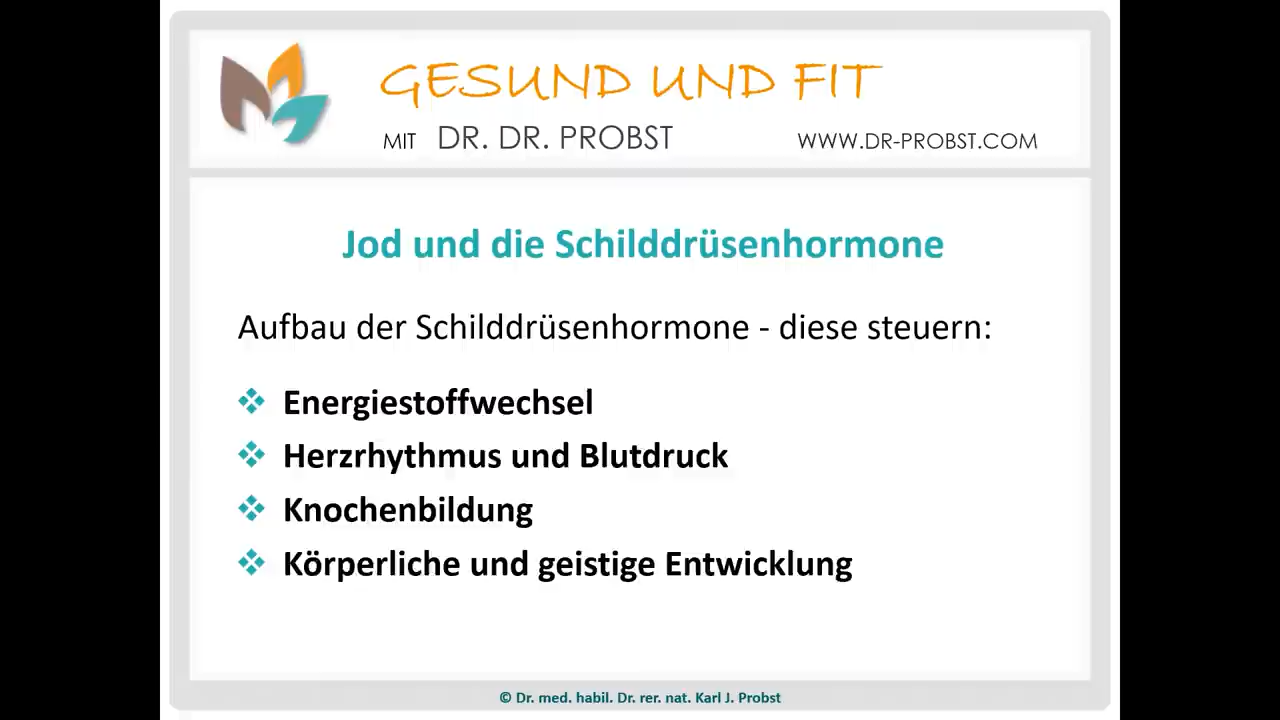 GESUND UND FIT
MIT DR. DR. PROBST WWW.DR-PROBST.COM
Jod und die Schilddrüsenhormone
Aufbau der Schilddrüsenhormone - diese steuern:
Energiestoffwechsel
Herzrhythmus und Blutdruck
Knochenbildung
Körperliche und geistige Entwicklung
© Dr. med. habil. Dr. rer. nat. Karl J. Probst